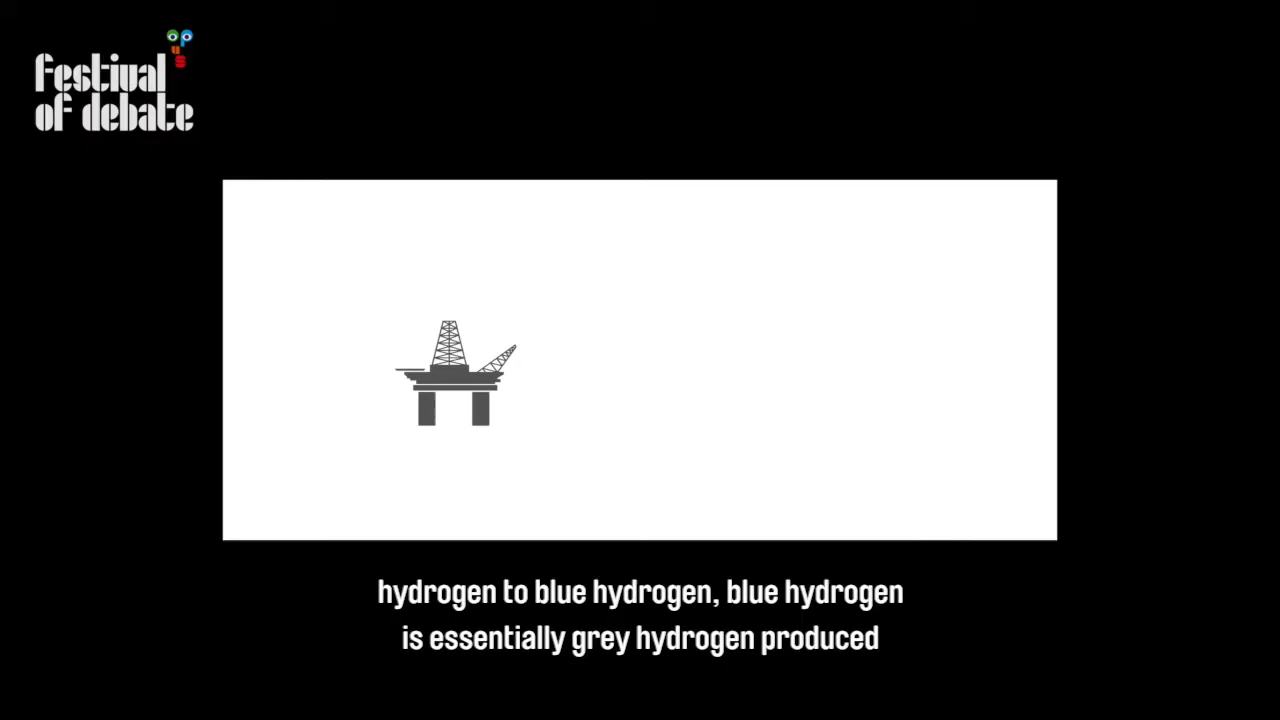 festival
of debate
hydrogen to blue hydrogen, blue hydrogen
is essentially grey hydrogen produced